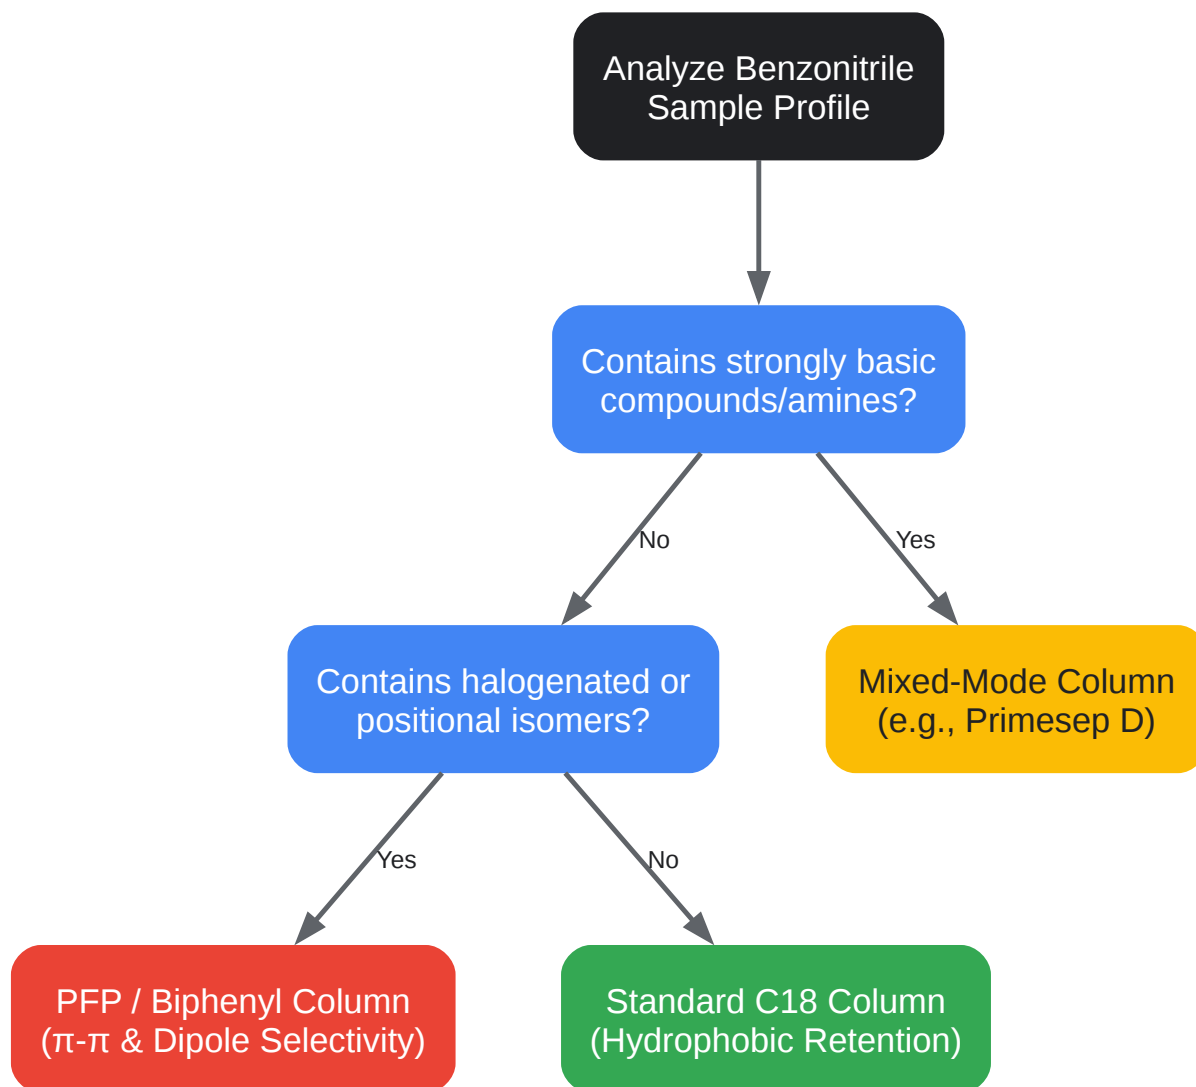 Analyze Benzonitrile
Sample Profile
Contains strongly basic
compounds/amines?
No
Yes
Contains halogenated or
positional isomers?
Mixed-Mode Column
(e.g., Primesep D)
Yes
No
PFP / Biphenyl Column
(π-π & Dipole Selectivity)
Standard C18 Column
(Hydrophobic Retention)